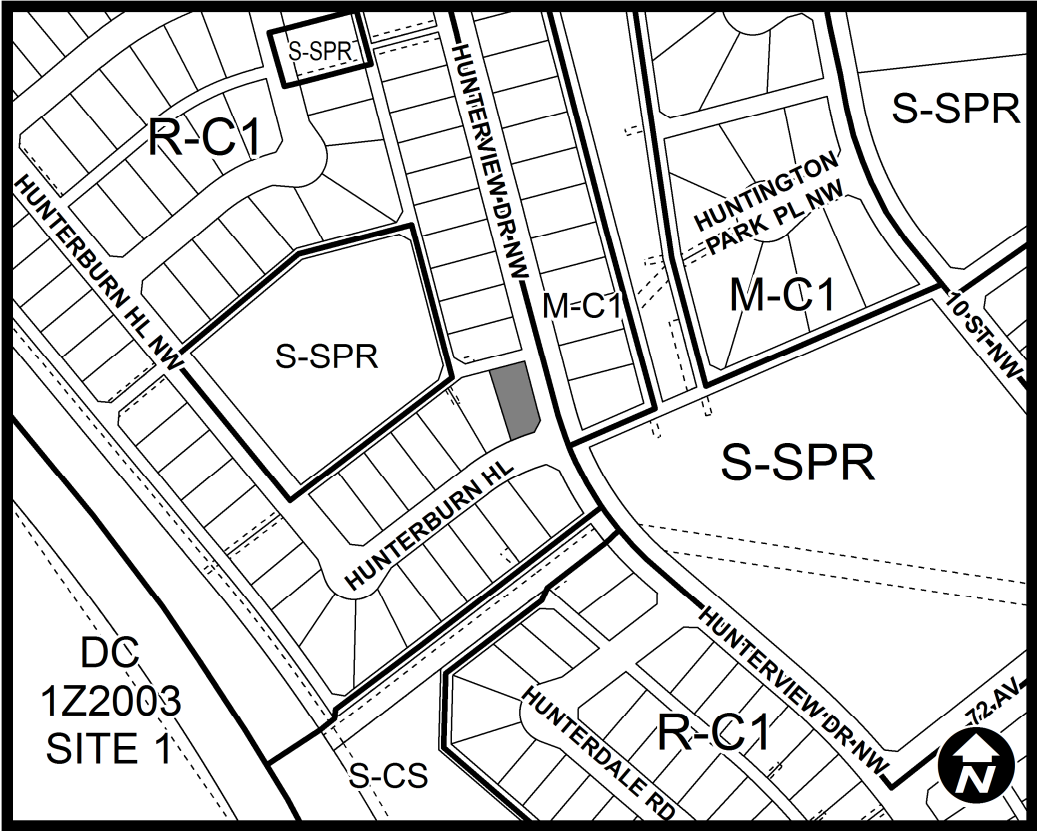 S-SPR
R-C1
HUNTERVIEW DR NW
S-SPR
HUNTINGTON
PARK PL NW
HUNTERBURN HL NW
M-C1
M-C1
10 ST NW
S-SPR
S-SPR
HUNTERBURN HL
DC
1Z2003
SITE 1
HUNTERVIEW DR NW
72 AV
R-C1
HUNTERDALE RD
S-CS
N